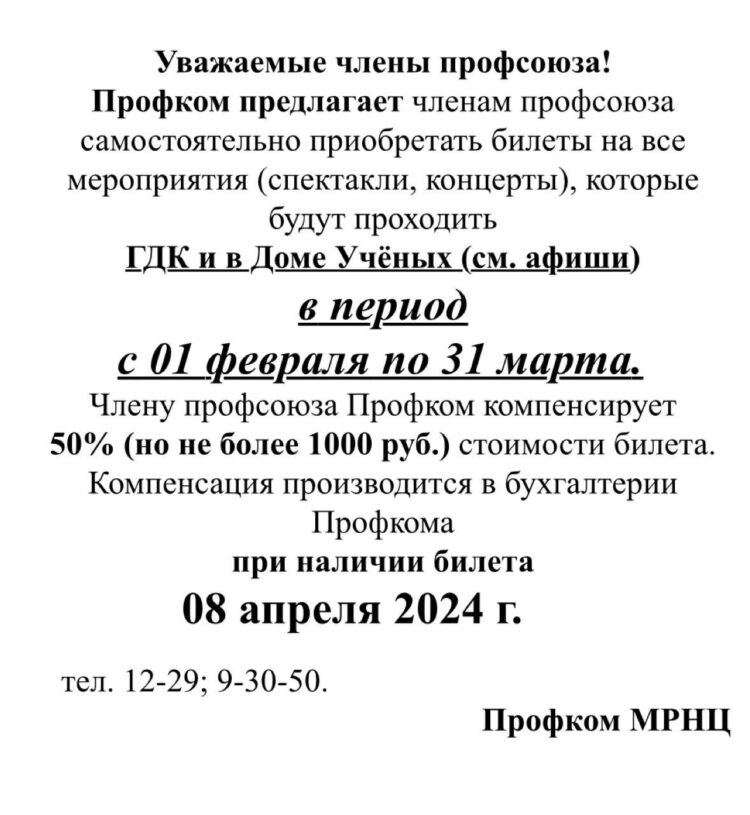 Уважаемые члены профсоюза!
Профком предлагает членам профсоюза
самостоятельно приобретать билеты на все
мероприятия (спектакли, концерты), которые
будут проходить
ГДК и в Доме Учёных (см. афиши)
в период
с 01 февраля по 31 марта.
Члену профсоюза Профком компенсирует
50% (но не более 1000 руб.) стоимости билета.
Компенсация производится в бухгалтерии
Профкома
при наличии билета
08 апреля 2024 г.
тел. 12-29; 9-30-50.
Профком МРНЦ